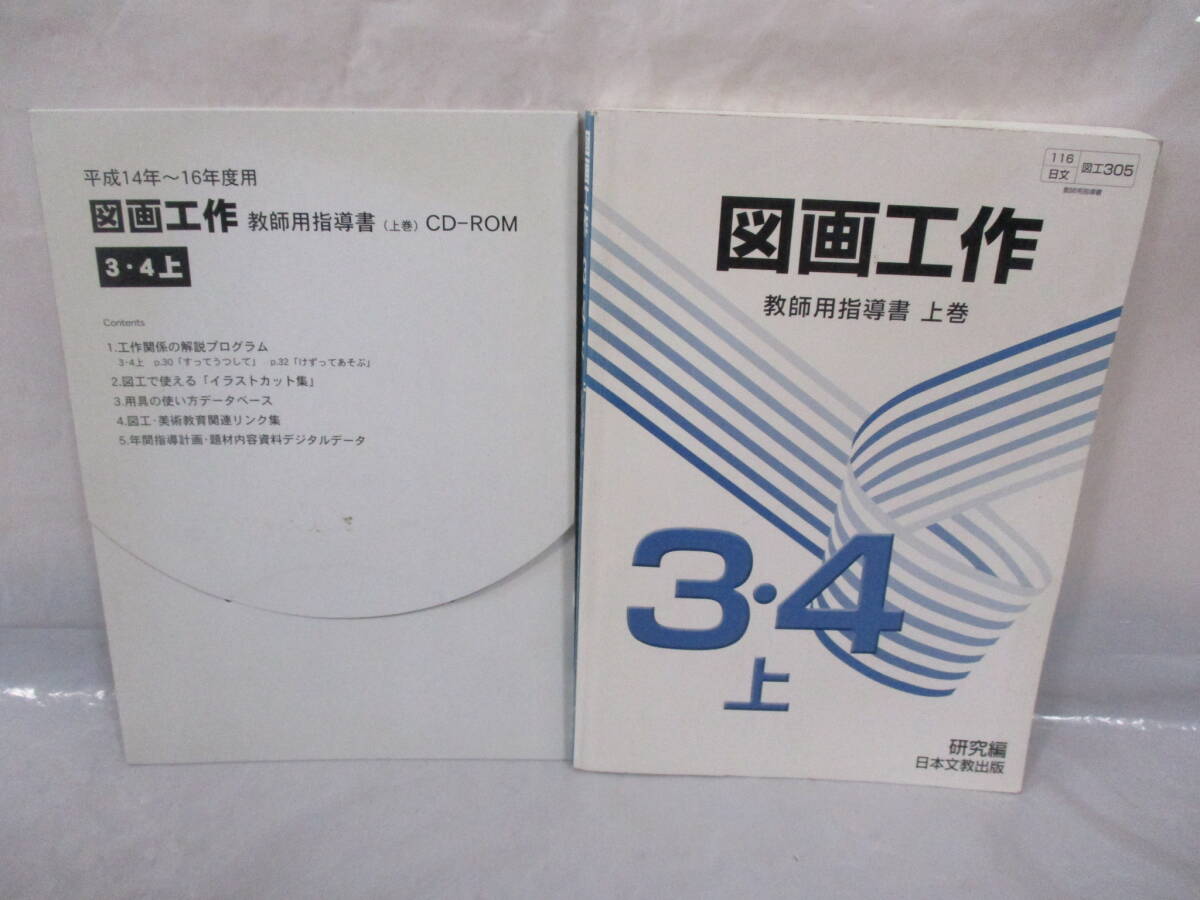 平成14年～16年度用
図画工作 教師用指導書（上巻）CD-ROM
3・4上
Contents
1.工作関係の解説プログラム
3・4上 p.30「すってうつして」 p.32「けずってあそぶ」
2.図工で使える「イラストカット集」
3.用具の使い方データベース
4.図工・美術教育関連リンク集
5.年間指導計画・題材内容資料デジタルデータ
116
日文
図工305
教師用指導書
図画工作
教師用指導書 上巻
3・4
上
研究編
日本文教出版